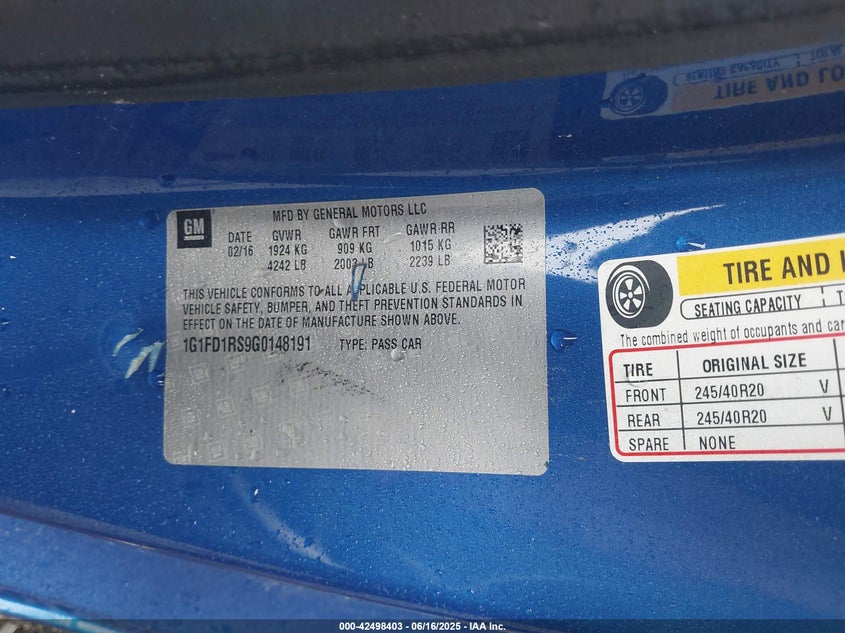 GM
MFD BY GENERAL MOTORS LLC
DATE GVWR GAWR FRT GAWR RR
02/16 1924 KG 909 KG 1015 KG
4242 LB 2003 LB 2239 LB
THIS VEHICLE CONFORMS TO ALL APPLICABLE U.S. FEDERAL MOTOR
VEHICLE SAFETY, BUMPER, AND THEFT PREVENTION STANDARDS IN
EFFECT ON THE DATE OF MANUFACTURE SHOWN ABOVE.
1G1FD1RS9G0148191 TYPE: PASS CAR
TIRE AND
SEATING CAPACITY
The combined weight of occupants and
TIRE ORIGINAL SIZE
FRONT 245/40R20 V
REAR 245/40R20 V
SPARE NONE
SEATING CAPACITY TOTAL
TIRE AND LO
000-42498403 - 06/16/2025 - IAA Inc.